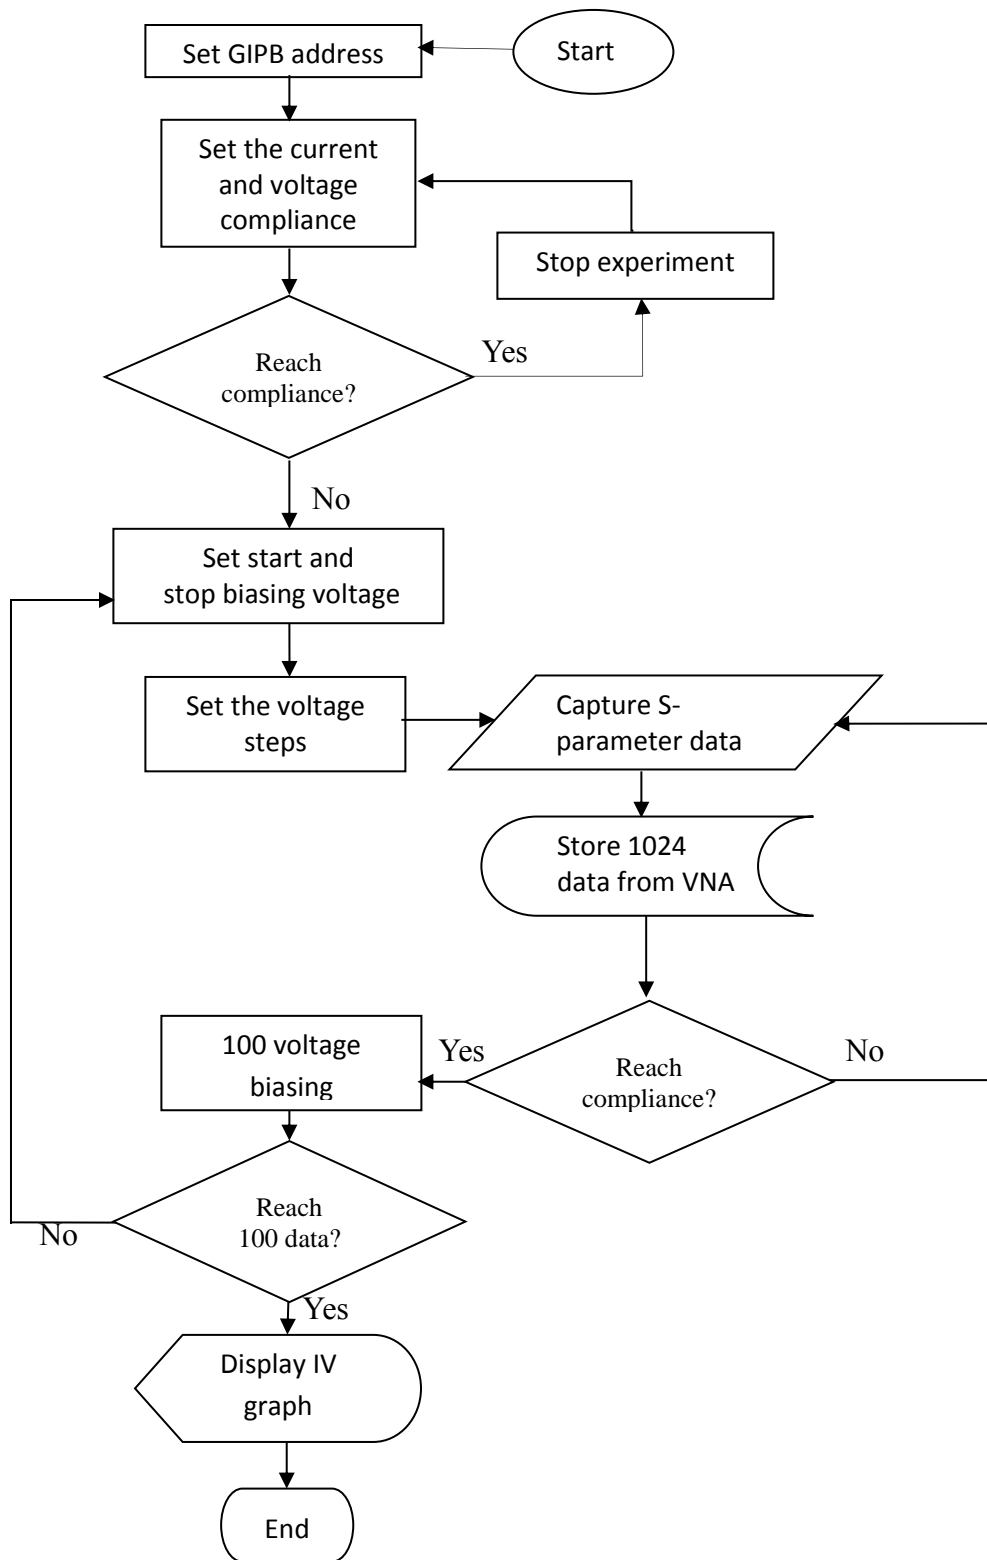 Set GIPB address
Start
Set the current
and voltage
compliance
Stop experiment
Reach
compliance?
Yes
No
Set start and
stop biasing voltage
Set the voltage
steps
Capture S-
parameter data
Store 1024
data from VNA
Reach
compliance?
Yes
No
100 voltage
biasing
Reach
100 data?
No
Yes
Display IV
graph
End